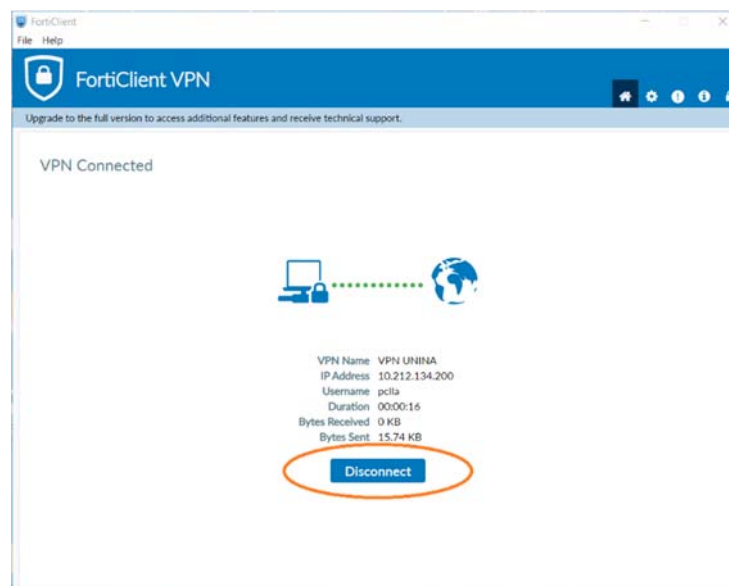 FortiClient
File Help
FortiClient VPN
Upgrade to the full version to access additional features and receive technical support.
VPN Connected
VPN Name VPN UNINA
IP Address 10.212.134.200
Username
Duration 00:00:16
Bytes Received 0 KB
Bytes Sent 15.74 KB
Disconnect